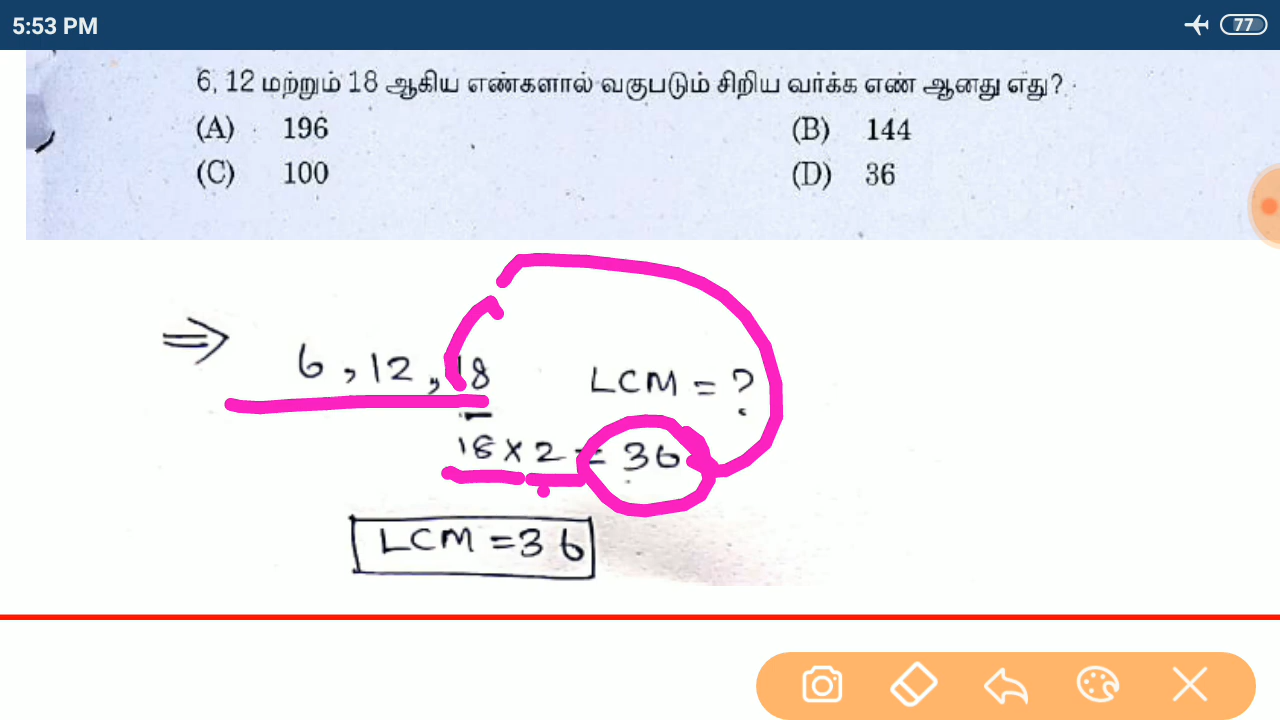 5:53 PM
77
6, 12 மற்றும் 18 ஆகிய எண்களால் வகுபடும் சிறிய வர்க்க எண் ஆனது எது?
(A) 196 (B) 144
(C) 100 (D) 36
⇒ 6, 12, 18 LCM = ?
18 × 2 = 36
LCM = 36